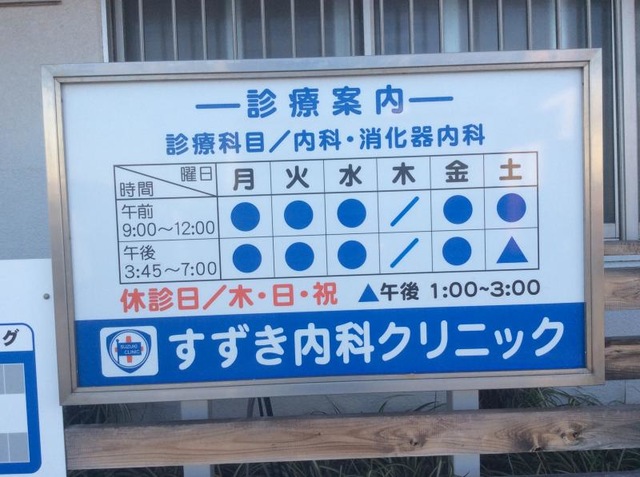 診療案内
診療科目／内科・消化器内科
曜日 月 火 水 木 金 土
時間
午前
9:00〜12:00 ● ● ● ／ ● ●
午後
3:45〜7:00 ● ● ● ／ ● ▲
休診日／木・日・祝 ▲午後 1:00〜3:00
SUZUKI CLINIC
すずき内科クリニック
グ